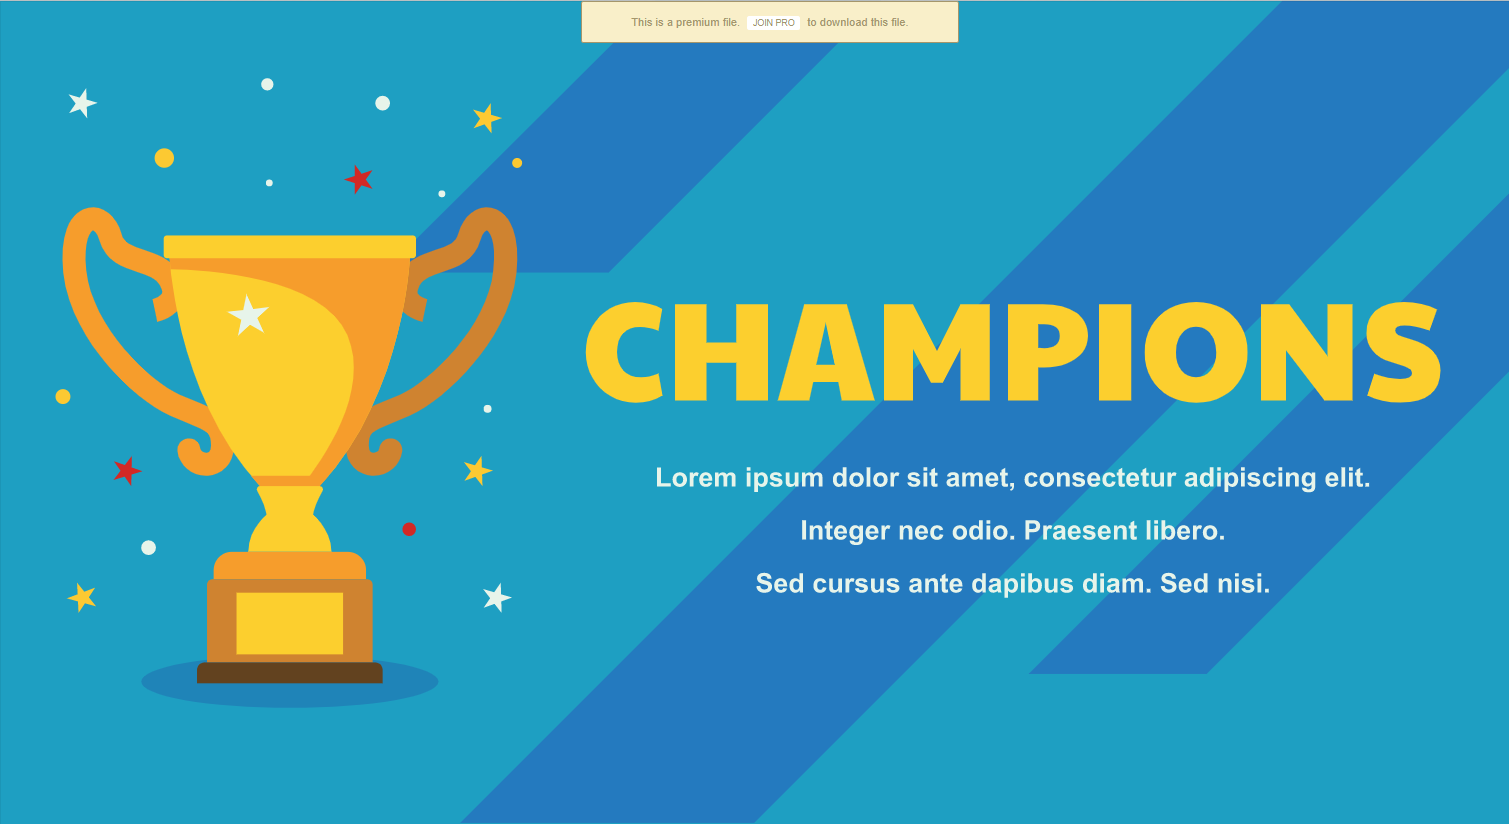 This is a premium file. JOIN PRO to download this file.
CHAMPIONS
Lorem ipsum dolor sit amet, consectetur adipiscing elit.
Integer nec odio. Praesent libero.
Sed cursus ante dapibus diam. Sed nisi.